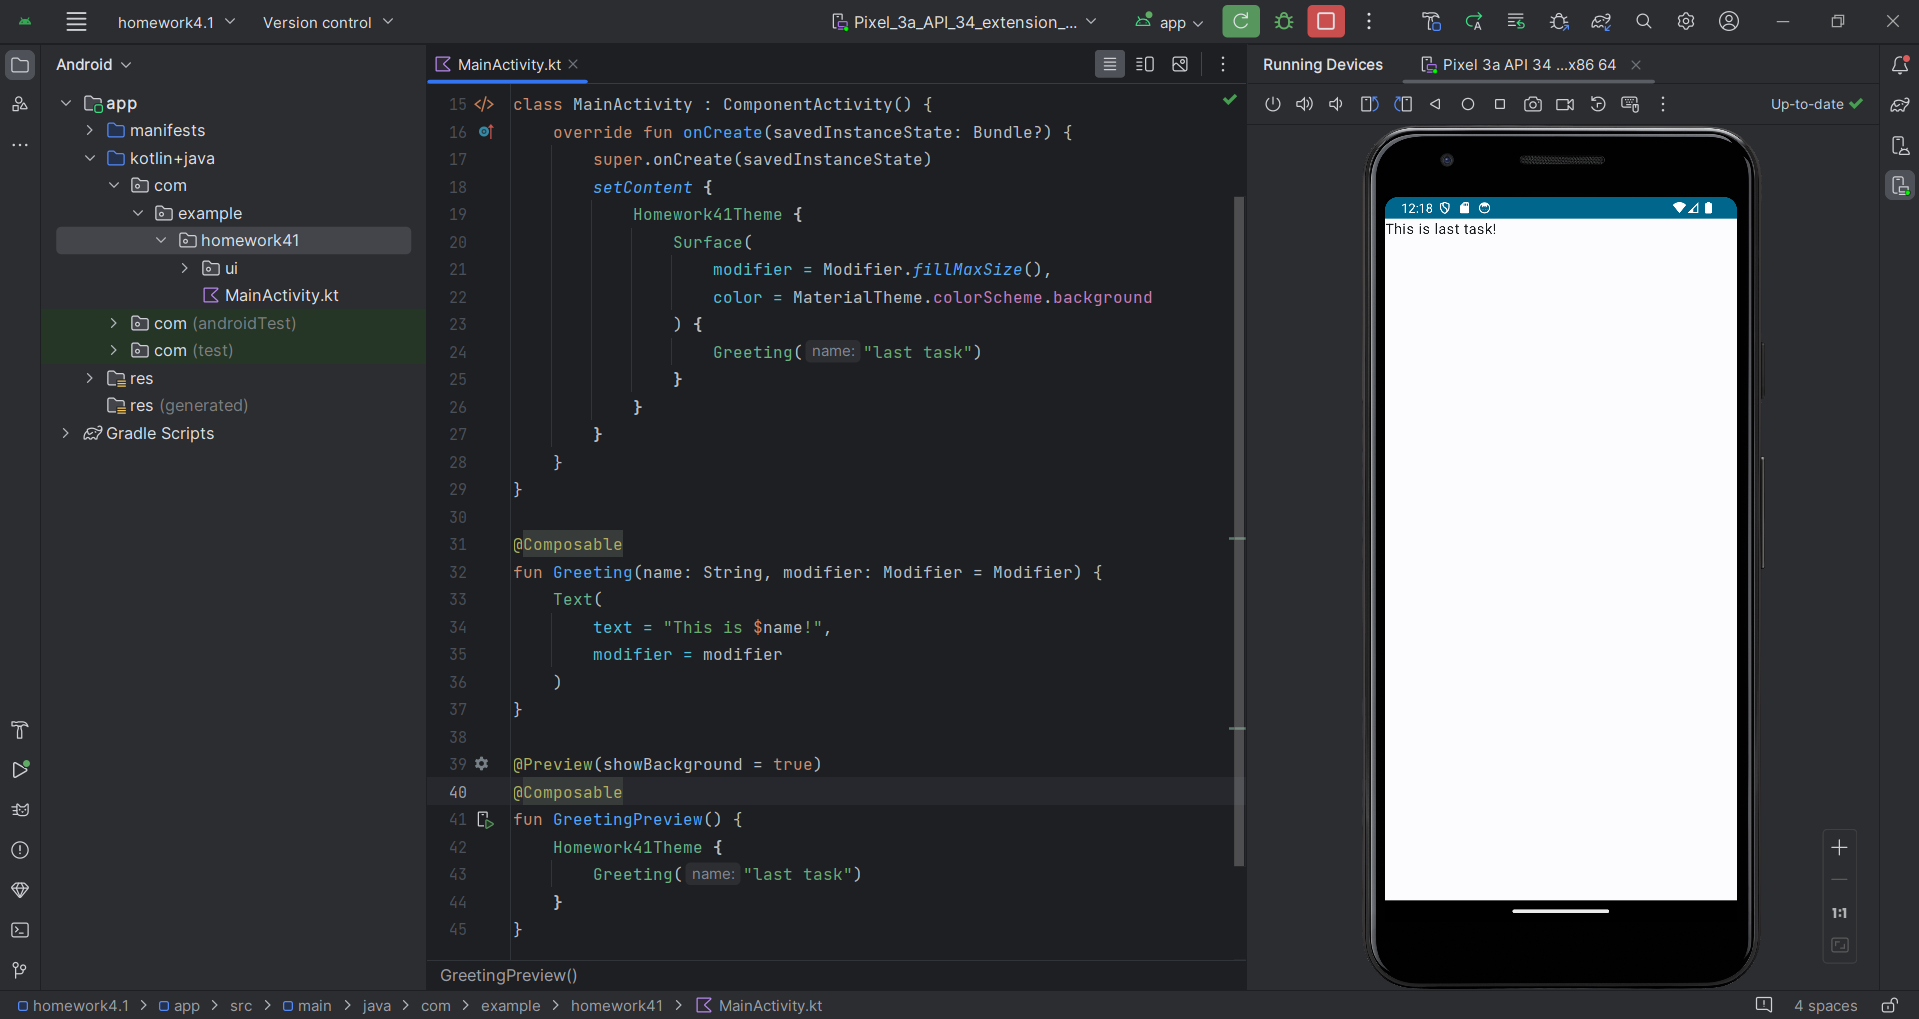 homework4.1
Version control
Pixel_3a_API_34_extension_...
app
Android
MainActivity.kt
Running Devices
Pixel 3a API 34 ...x86 64
Up-to-date
app
manifests
kotlin+java
com
example
homework41
ui
MainActivity.kt
com (androidTest)
com (test)
res
res (generated)
Gradle Scripts
15 class MainActivity : ComponentActivity() {
16 override fun onCreate(savedInstanceState: Bundle?) {
17 super.onCreate(savedInstanceState)
18 setContent {
19 Homework41Theme {
20 Surface(
21 modifier = Modifier.fillMaxSize(),
22 color = MaterialTheme.colorScheme.background
23 ) {
24 Greeting( name: "last task")
25 }
26 }
27 }
28 }
29 }
30
31 @Composable
32 fun Greeting(name: String, modifier: Modifier = Modifier) {
33 Text(
34 text = "This is $name!",
35 modifier = modifier
36 )
37 }
38
39 @Preview(showBackground = true)
40 @Composable
41 fun GreetingPreview() {
42 Homework41Theme {
43 Greeting( name: "last task")
44 }
45 }
GreetingPreview()
12:18
This is last task!
1:1
homework4.1 > app > src > main > java > com > example > homework41 > MainActivity.kt
4 spaces